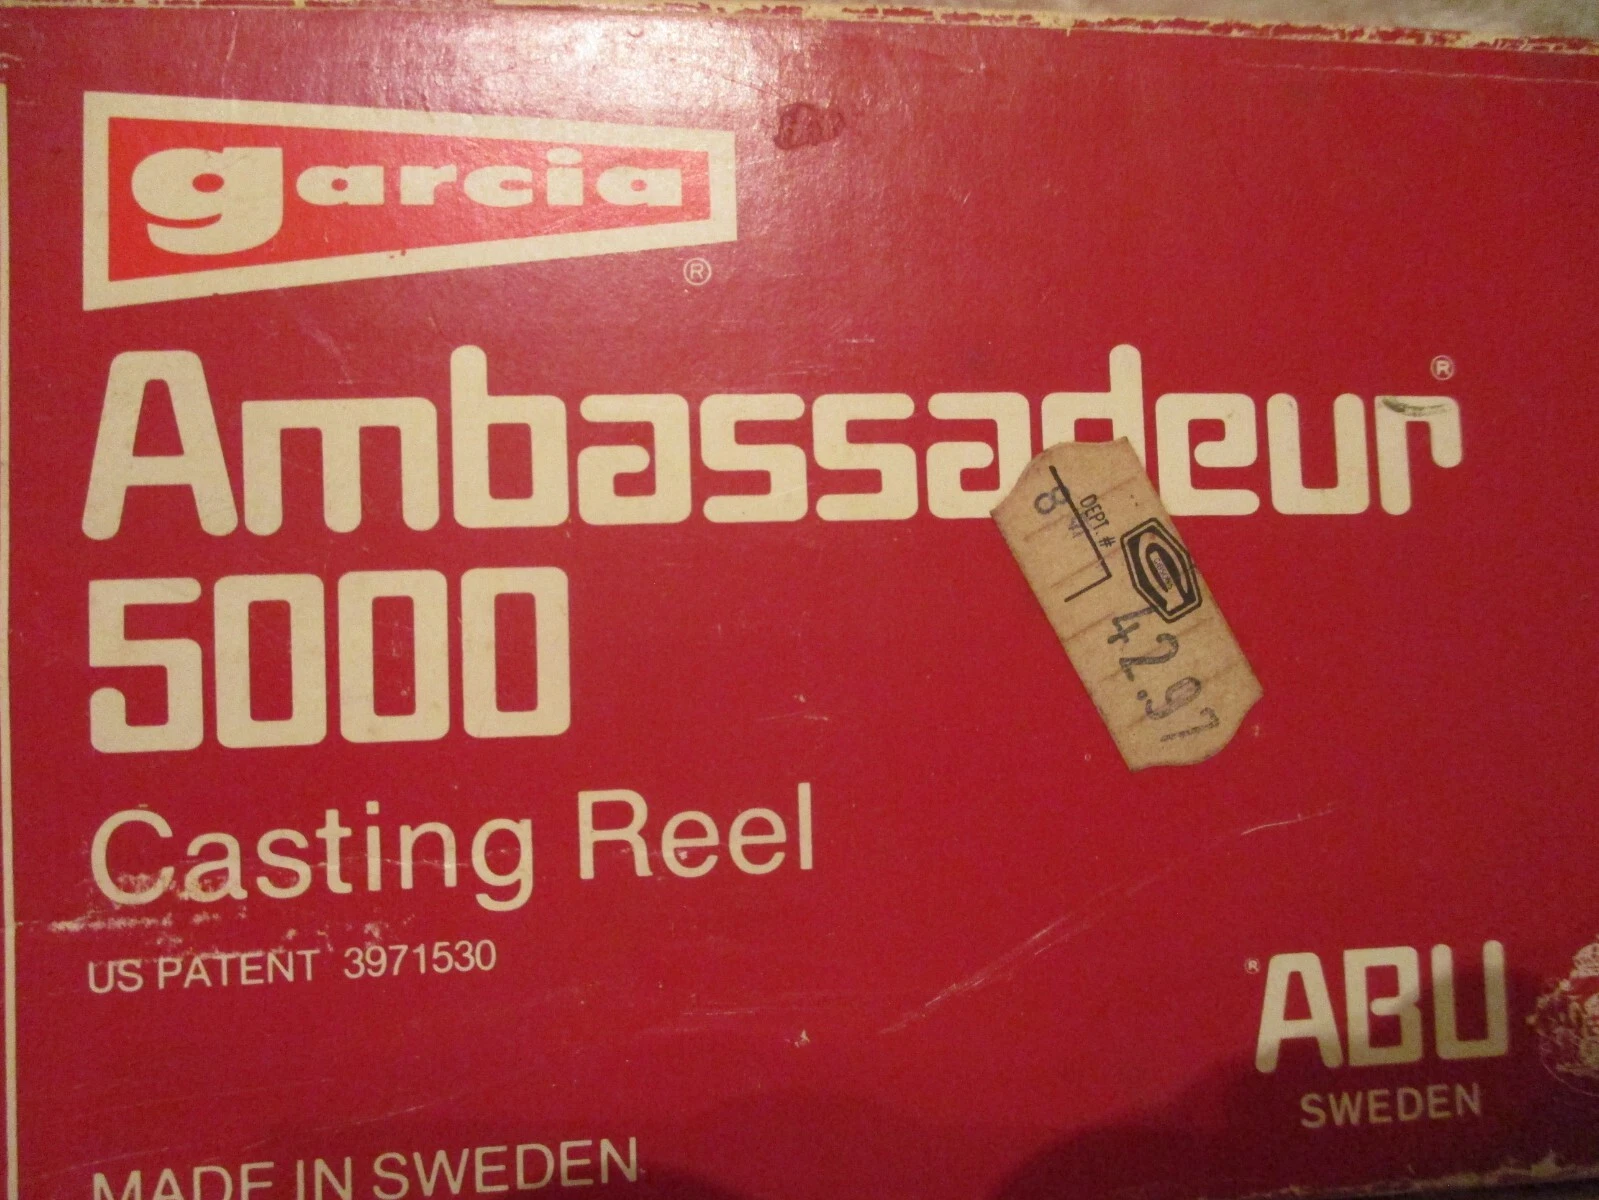 garcia
®
Ambassadeur®
5000
DEPT. #
8
42.97
Casting Reel
US PATENT 3971530
® ABU
SWEDEN
MADE IN SWEDEN